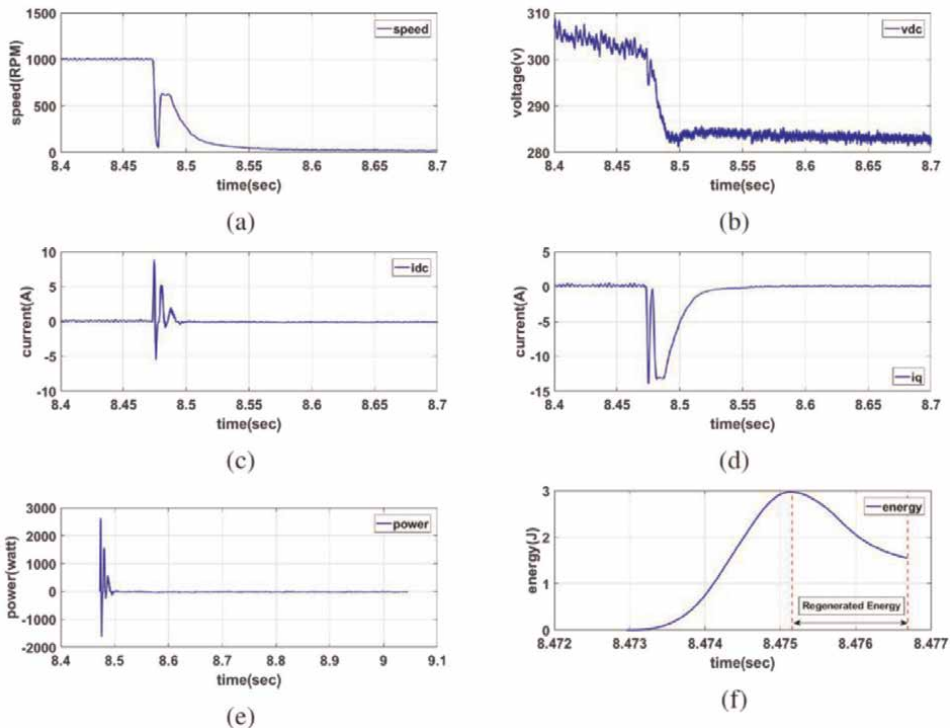 1500
1000
500
0
speed(RPM)
speed
8.4 8.45 8.5 8.55 8.6 8.65 8.7
time(sec)
(a)
310
300
290
280
voltage(v)
vdc
8.4 8.45 8.5 8.55 8.6 8.65 8.7
time(sec)
(b)
10
5
0
-5
-10
current(A)
idc
8.4 8.45 8.5 8.55 8.6 8.65 8.7
time(sec)
(c)
5
0
-5
-10
-15
current(A)
iq
8.4 8.45 8.5 8.55 8.6 8.65 8.7
time(sec)
(d)
3000
2000
1000
0
-1000
-2000
power(watt)
power
8.4 8.5 8.6 8.7 8.8 8.9 9 9.1
time(sec)
(e)
3
2
1
0
energy(J)
energy
Regenerated Energy
8.472 8.473 8.474 8.475 8.476 8.477
time(sec)
(f)